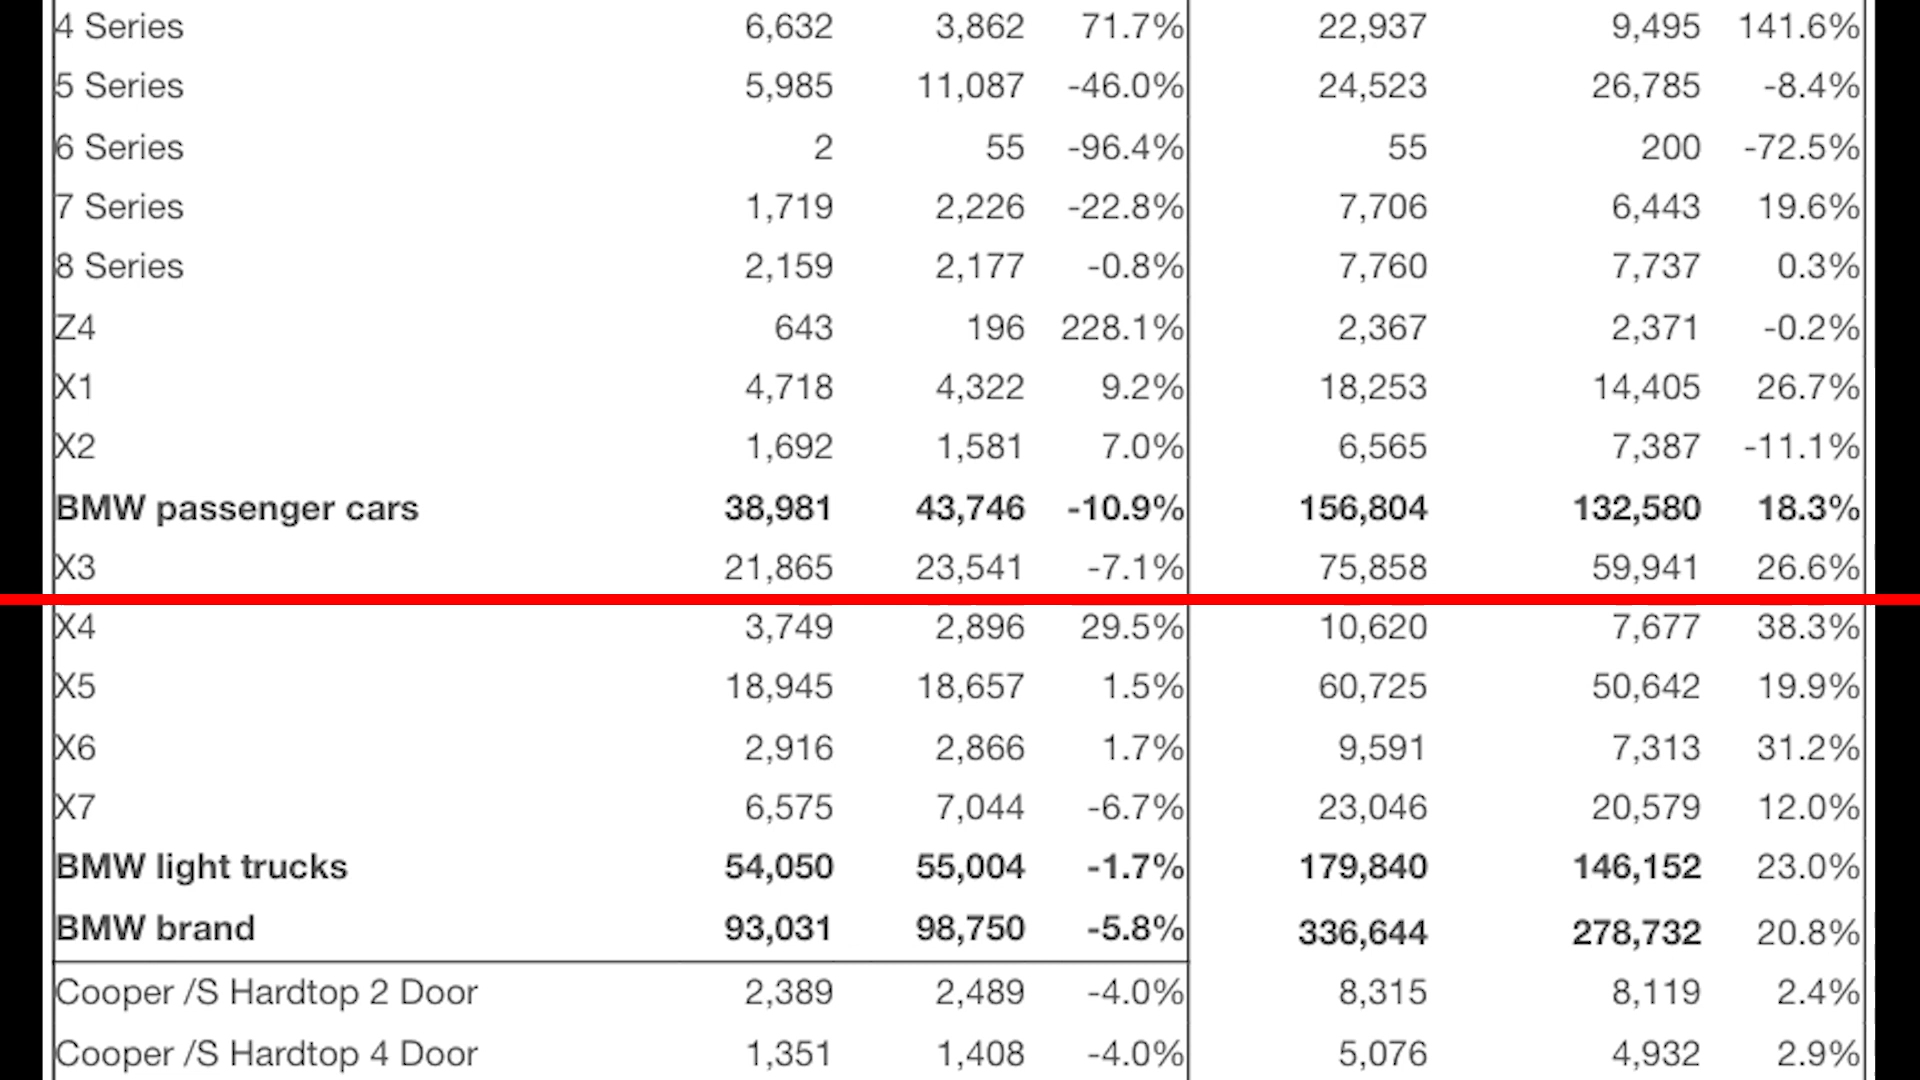 4 Series 6,632 3,862 71.7% 22,937 9,495 141.6%
5 Series 5,985 11,087 -46.0% 24,523 26,785 -8.4%
6 Series 2 55 -96.4% 55 200 -72.5%
7 Series 1,719 2,226 -22.8% 7,706 6,443 19.6%
8 Series 2,159 2,177 -0.8% 7,760 7,737 0.3%
Z4 643 196 228.1% 2,367 2,371 -0.2%
X1 4,718 4,322 9.2% 18,253 14,405 26.7%
X2 1,692 1,581 7.0% 6,565 7,387 -11.1%
BMW passenger cars 38,981 43,746 -10.9% 156,804 132,580 18.3%
X3 21,865 23,541 -7.1% 75,858 59,941 26.6%
X4 3,749 2,896 29.5% 10,620 7,677 38.3%
X5 18,945 18,657 1.5% 60,725 50,642 19.9%
X6 2,916 2,866 1.7% 9,591 7,313 31.2%
X7 6,575 7,044 -6.7% 23,046 20,579 12.0%
BMW light trucks 54,050 55,004 -1.7% 179,840 146,152 23.0%
BMW brand 93,031 98,750 -5.8% 336,644 278,732 20.8%
Cooper /S Hardtop 2 Door 2,389 2,489 -4.0% 8,315 8,119 2.4%
Cooper /S Hardtop 4 Door 1,351 1,408 -4.0% 5,076 4,932 2.9%